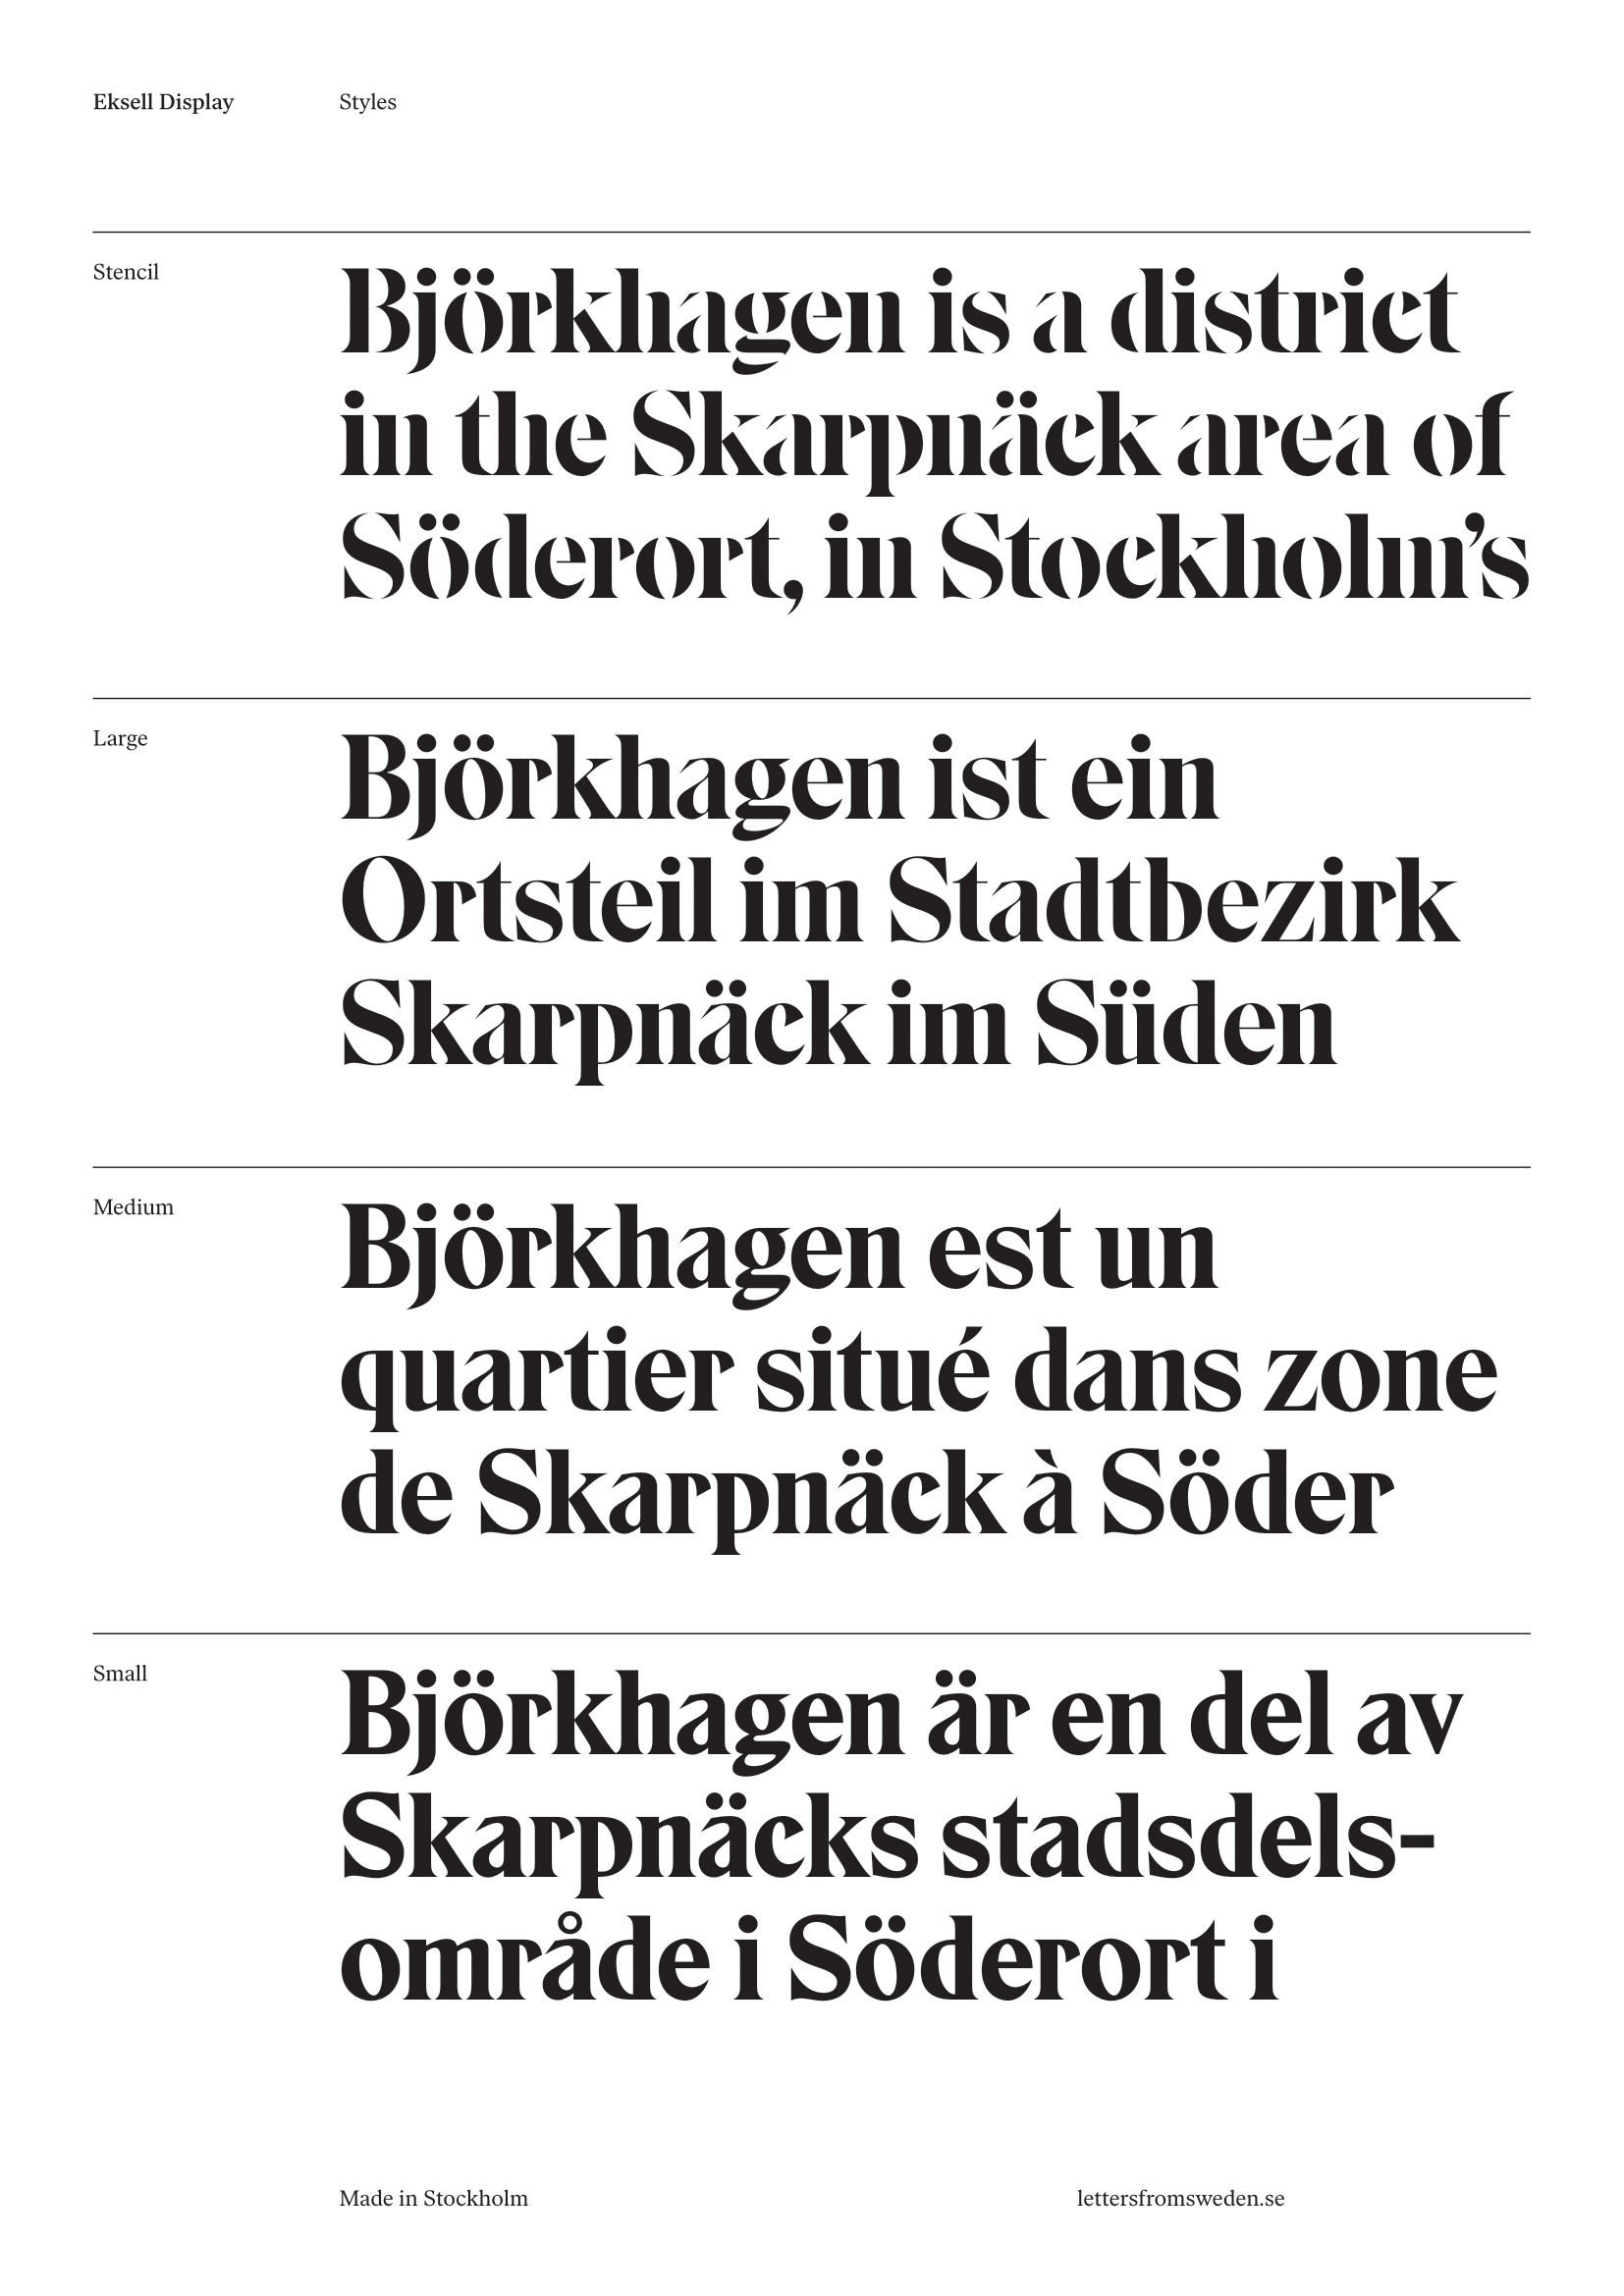 Eksell Display
Styles
Stencil
Björkhagen is a district
in the Skarpnäck area of
Söderort, in Stockholm’s
Large
Björkhagen ist ein
Ortsteil im Stadtbezirk
Skarpnäck im Süden
Medium
Björkhagen est un
quartier situé dans zone
de Skarpnäck à Söder
Small
Björkhagen är en del av
Skarpnäcks stadsdels-
område i Söderort i
Made in Stockholm
lettersfromsweden.se